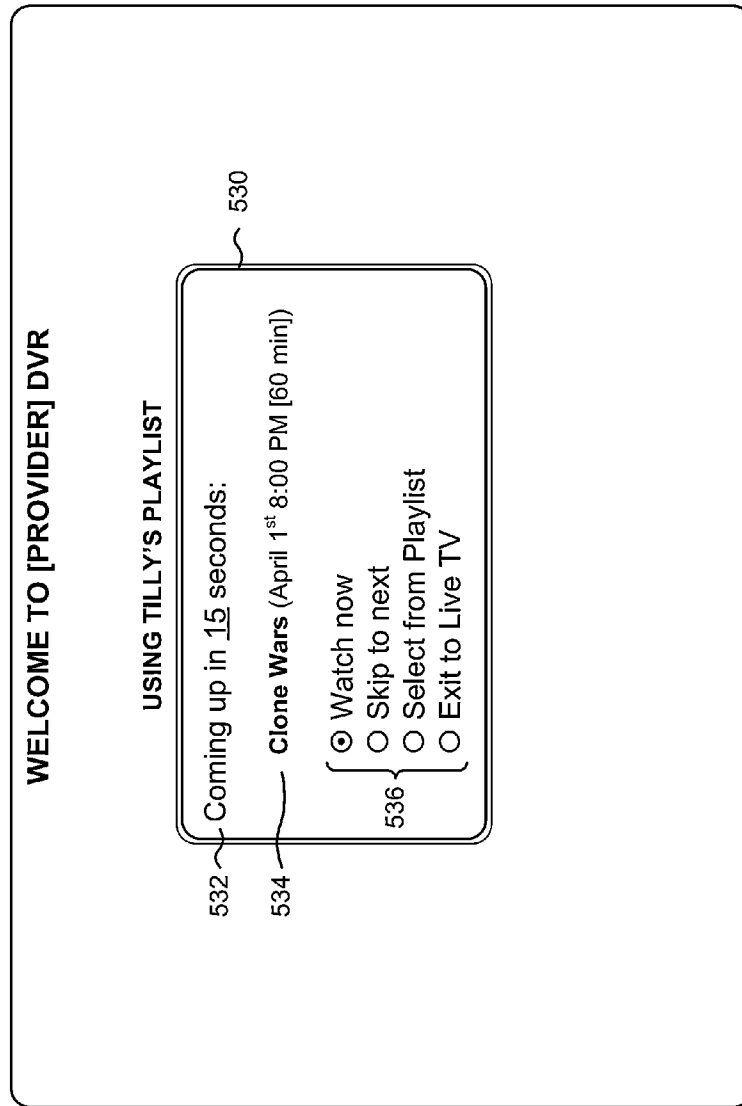 WELCOME TO [PROVIDER] DVR
USING TILLY'S PLAYLIST
530
532
Coming up in 15 seconds:
534
Clone Wars (April 1st 8:00 PM [60 min])
536
Watch now
Skip to next
Select from Playlist
Exit to Live TV